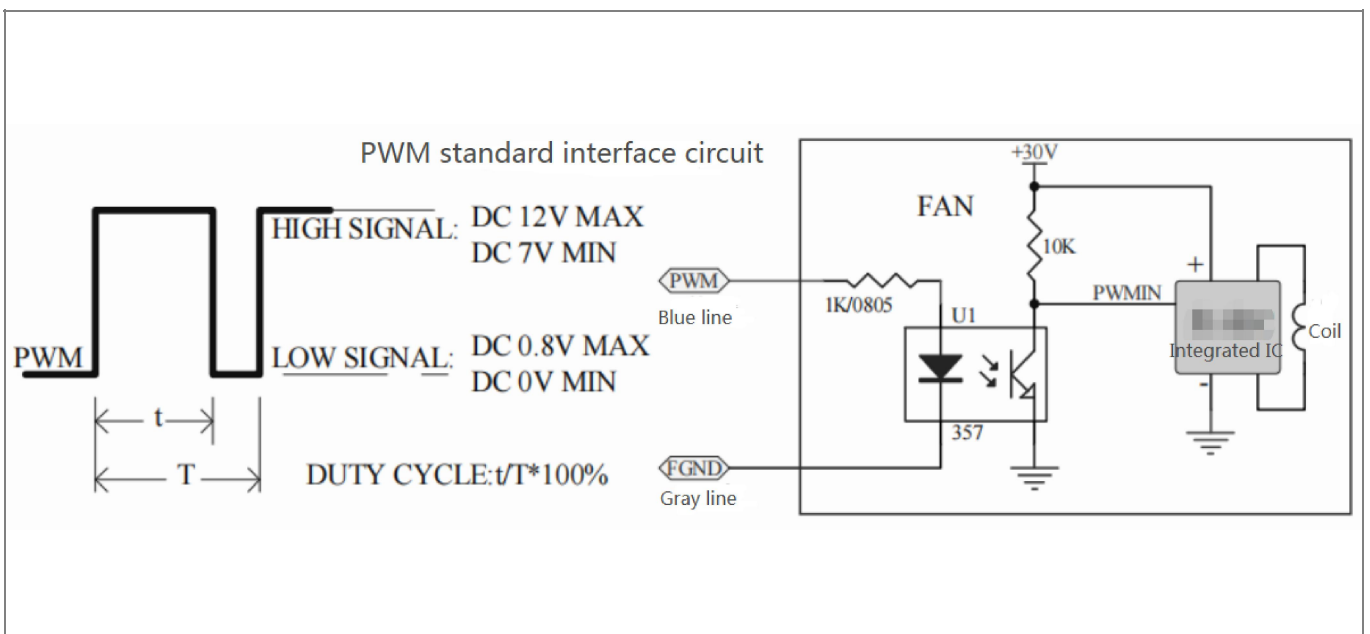 PWM standard interface circuit
HIGH SIGNAL:
DC 12V MAX
DC 7V MIN
PWM
LOW SIGNAL:
DC 0.8V MAX
DC 0V MIN
t
T
DUTY CYCLE:t/T*100%
PWM
Blue line
FGND
Gray line
FAN
+30V
10K
1K/0805
U1
357
PWMIN
+
Integrated IC
-
Coil